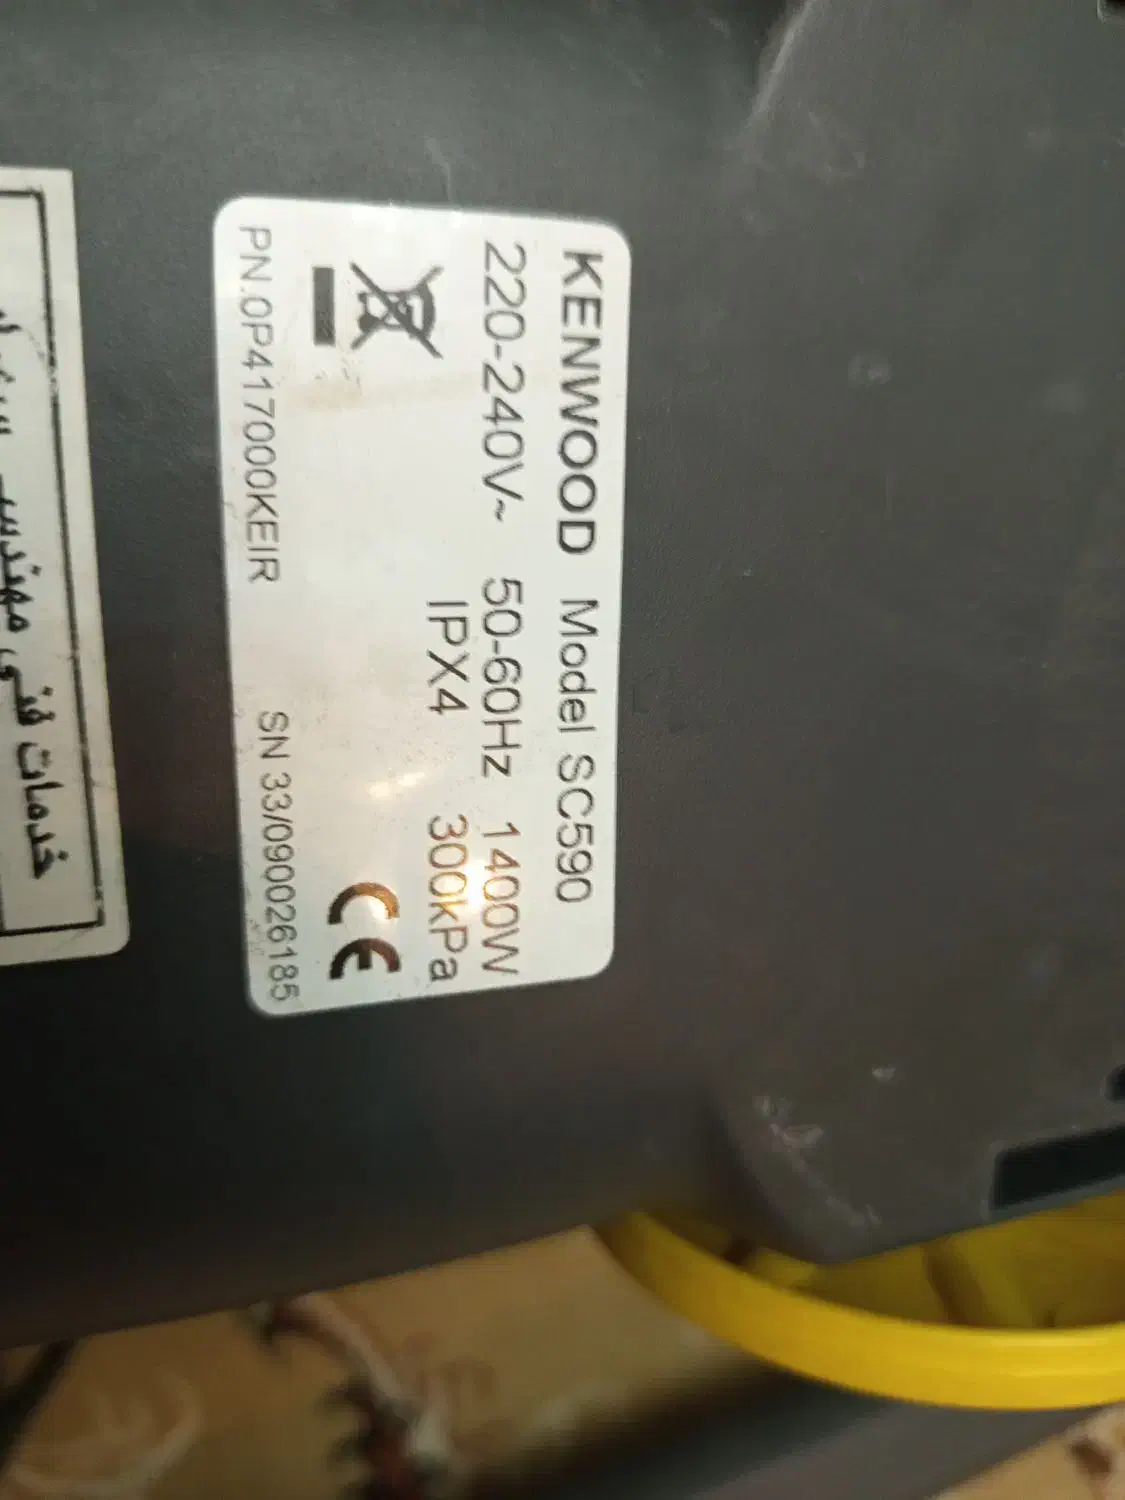 KENWOOD Model SC590
220-240V~ 50-60Hz 1400W
IPX4 300kPa
CE
PN.0P417000KEIR SN 33/090026185
خدمات فنی مهندسی